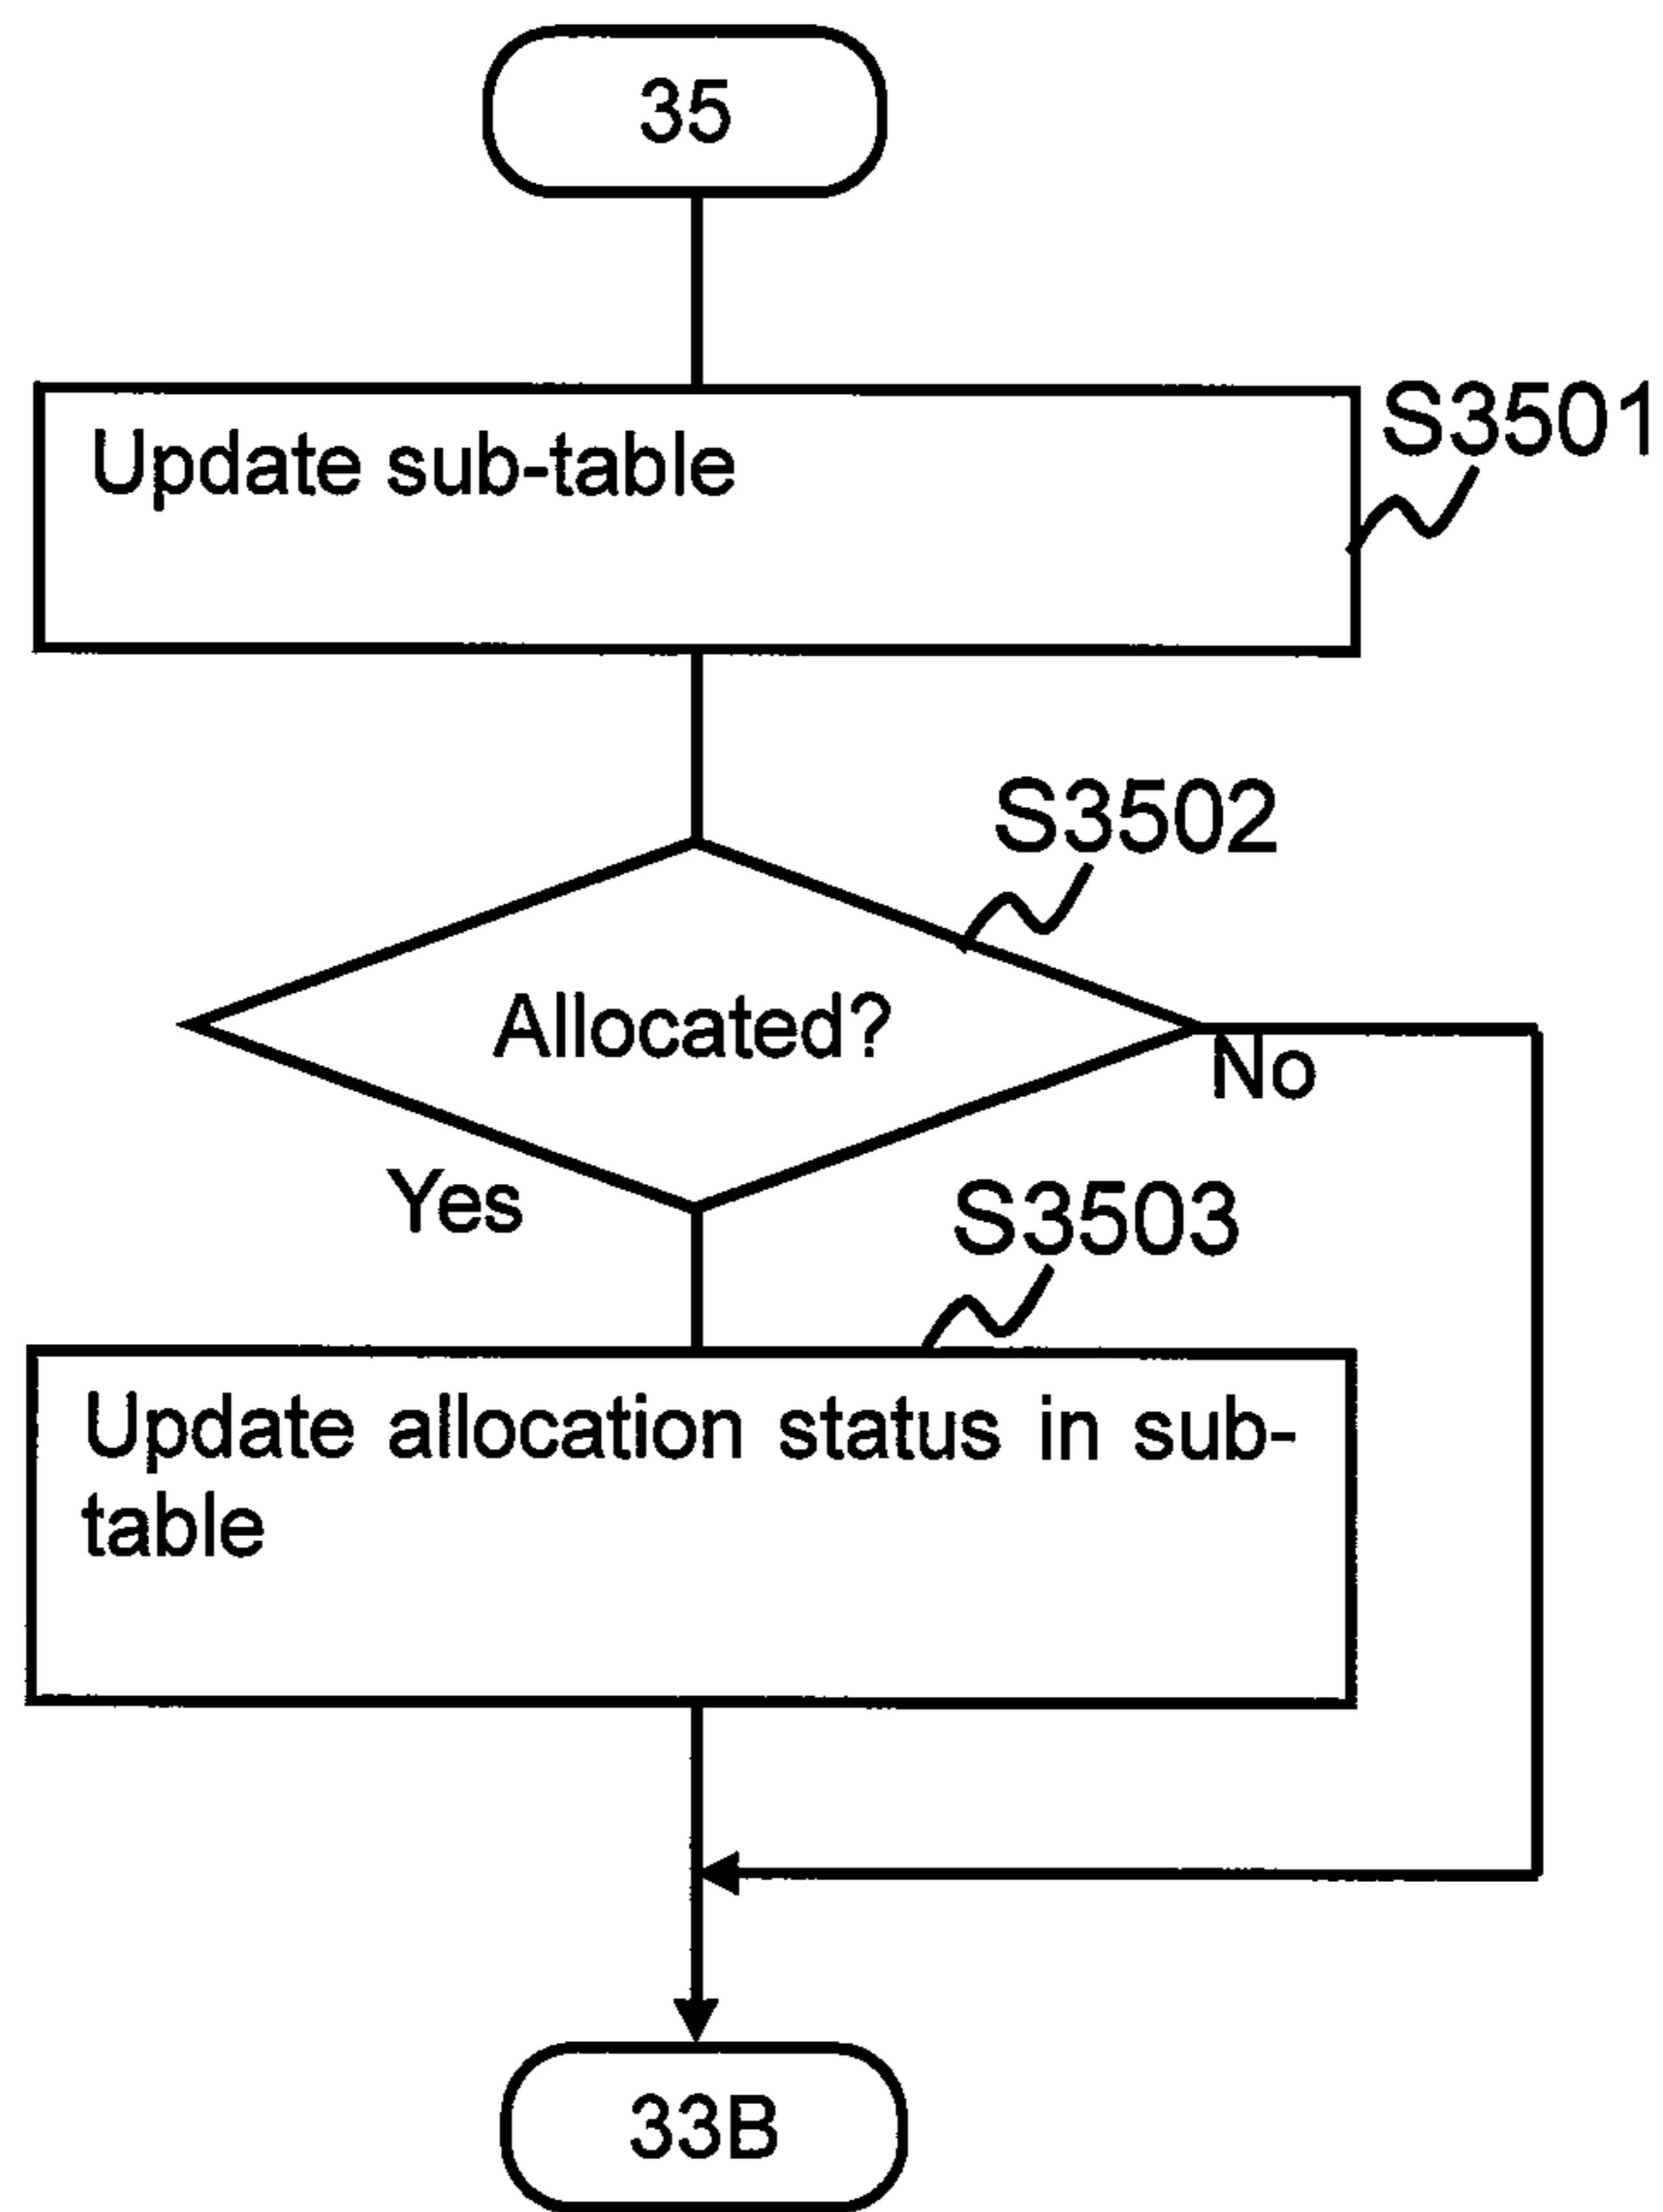 35
S3501
Update sub-table
S3502
Allocated?
No
Yes
S3503
Update allocation status in sub-
table
33B